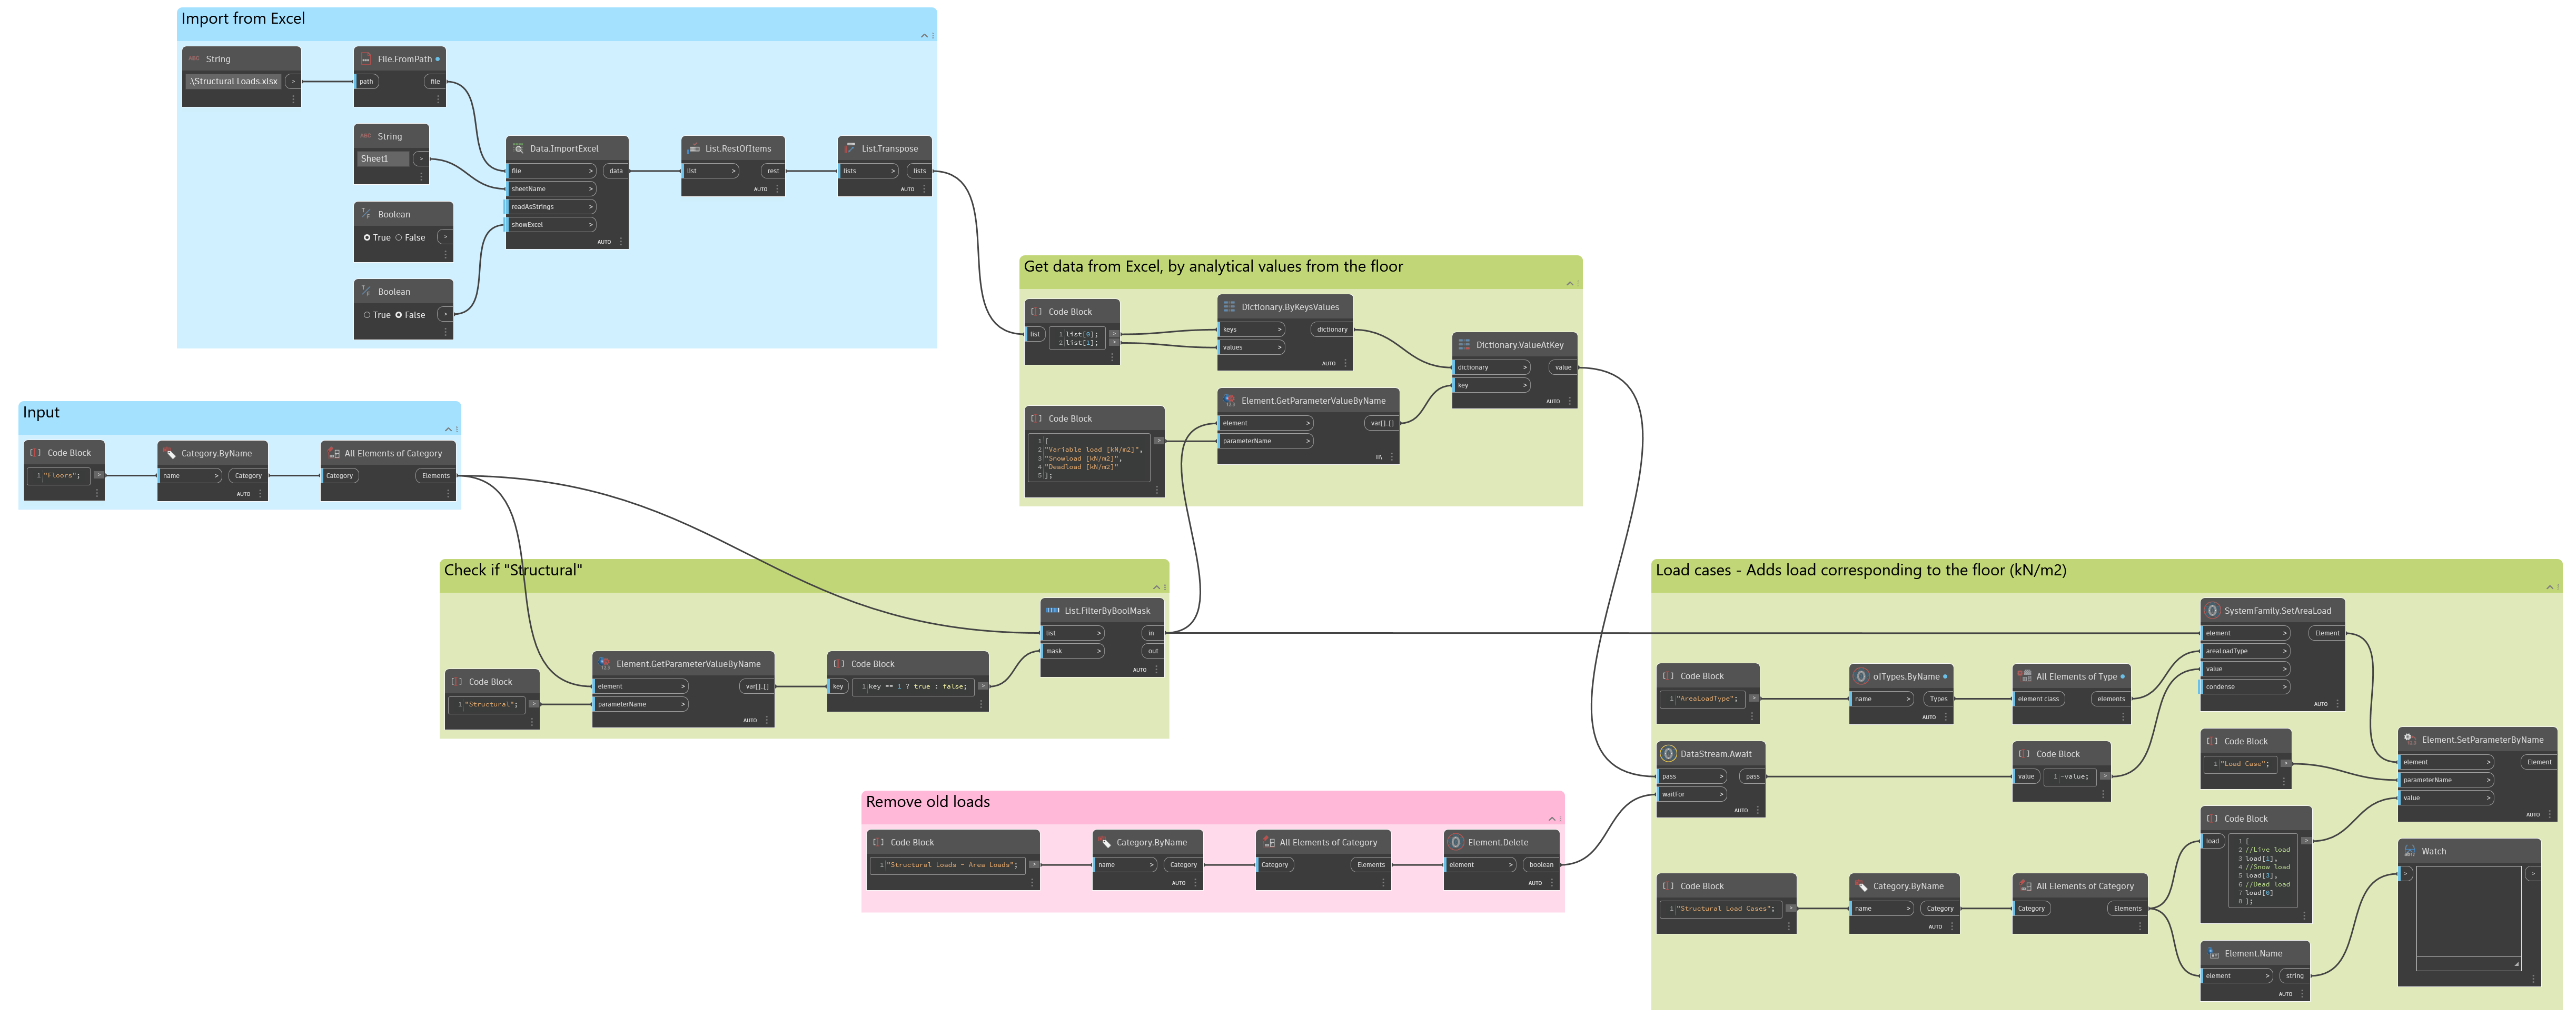 Import from Excel
String
.\Structural Loads.xlsx
>
File.FromPath
path
file
String
Sheet1
>
Boolean
True False
>
Boolean
True False
>
Data.ImportExcel
file > data
sheetName >
readAsStrings >
showExcel >
AUTO
List.RestOfItems
list > rest
AUTO
List.Transpose
lists > lists
AUTO
Get data from Excel, by analytical values from the floor
Code Block
list
1 list[0]; >
2 list[1]; >
Dictionary.ByKeysValues
keys > dictionary
values >
AUTO
Dictionary.ValueAtKey
dictionary > value
key >
AUTO
Code Block
1 [ >
2 "Variable load [kN/m2]",
3 "Snowload [kN/m2]",
4 "Deadload [kN/m2]"
5 ];
Element.GetParameterValueByName
element > var[]..[]
parameterName >
Input
Code Block
1 "Floors"; >
Category.ByName
name > Category
AUTO
All Elements of Category
Category Elements
Check if "Structural"
Code Block
1 "Structural"; >
Element.GetParameterValueByName
element > var[]..[]
parameterName >
AUTO
Code Block
key 1 key == 1 ? true : false; >
List.FilterByBoolMask
list > in
mask > out
AUTO
Remove old loads
Code Block
1 "Structural Loads - Area Loads"; >
Category.ByName
name > Category
AUTO
All Elements of Category
Category Elements
Element.Delete
element > boolean
AUTO
Load cases - Adds load corresponding to the floor (kN/m2)
Code Block
1 "AreaLoadType"; >
oITypes.ByName
name > Types
AUTO
All Elements of Type
element class elements
SystemFamily.SetAreaLoad
element > Element
areaLoadType >
value >
condense >
AUTO
DataStream.Await
pass > pass
waitFor >
AUTO
Code Block
value 1 -value; >
Code Block
1 "Load Case"; >
Element.SetParameterByName
element > Element
parameterName >
value >
AUTO
Code Block
load
1 [ >
2 //Live load
3 load[1],
4 //Snow load
5 load[3],
6 //Dead load
7 load[0]
8 ];
Watch
> >
Code Block
1 "Structural Load Cases"; >
Category.ByName
name > Category
AUTO
All Elements of Category
Category Elements
Element.Name
element > string
AUTO